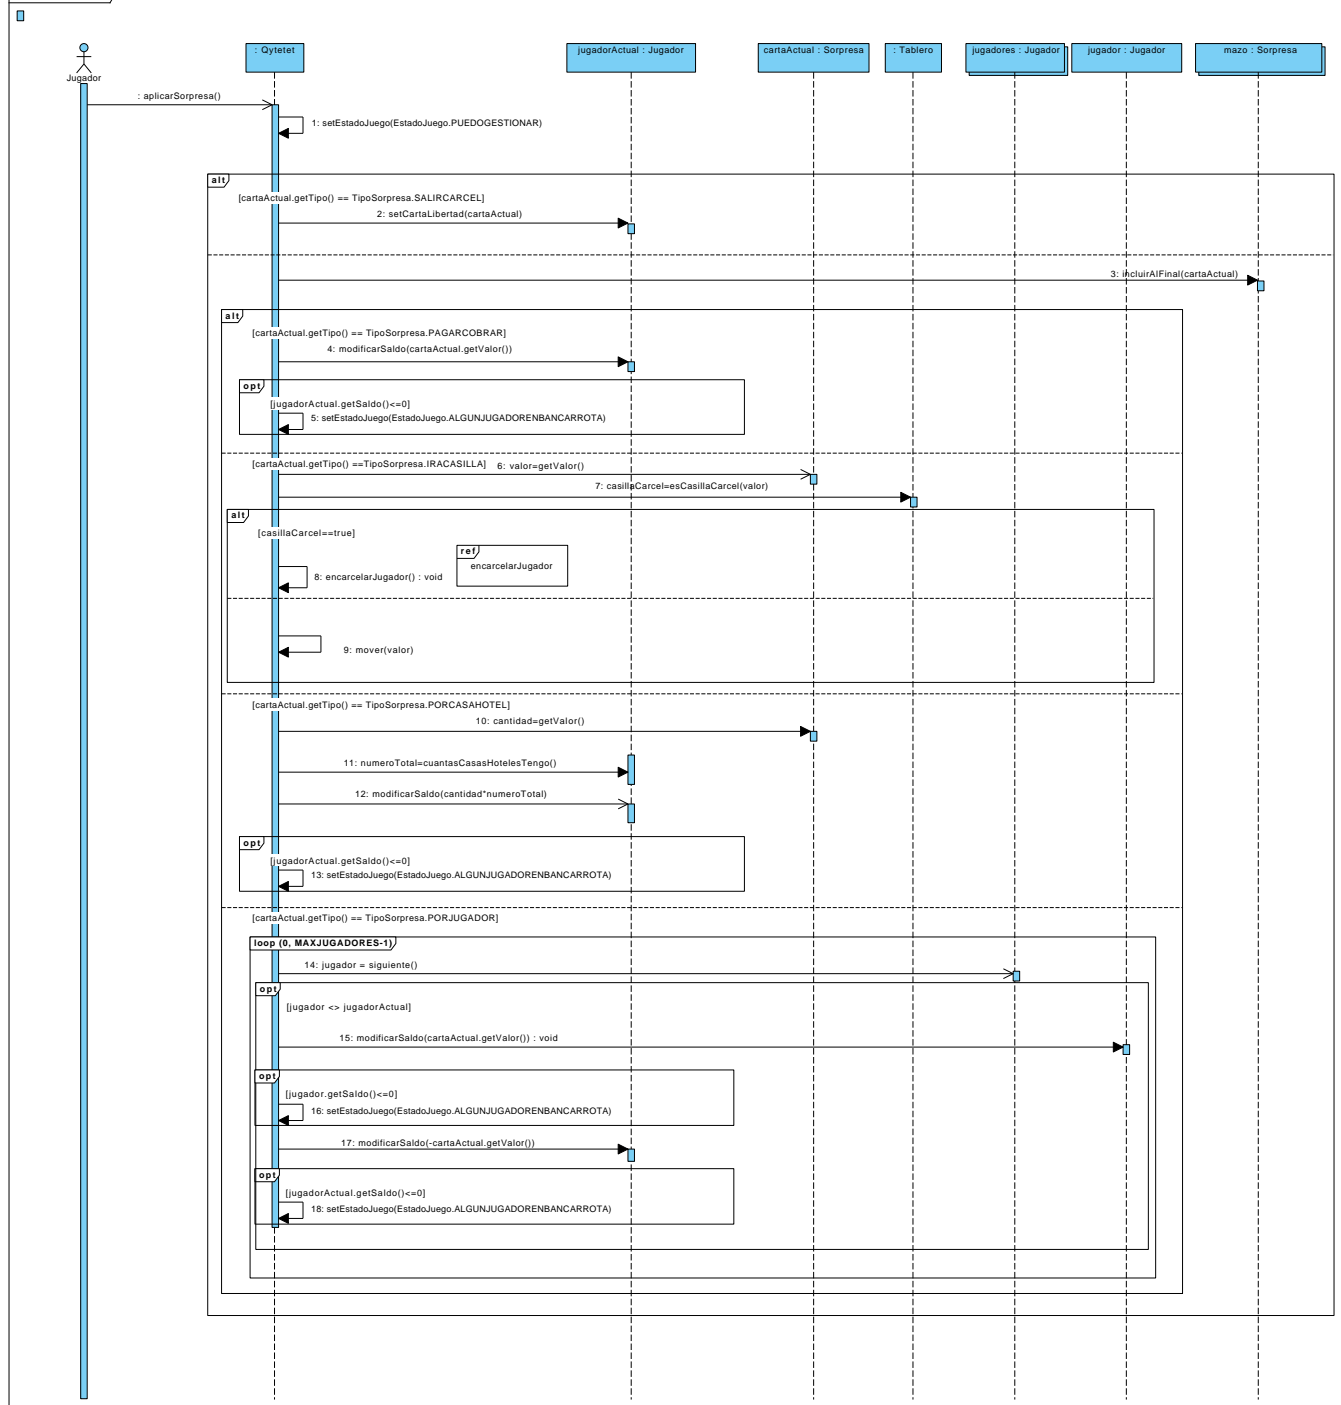 : Qytetet
jugadorActual : Jugador
cartaActual : Sorpresa
: Tablero
jugadores : Jugador
jugador : Jugador
mazo : Sorpresa
Jugador
: aplicarSorpresa()
1: setEstadoJuego(EstadoJuego.PUEDOGESTIONAR)
alt
[cartaActual.getTipo() == TipoSorpresa.SALIRCARCEL]
2: setCartaLibertad(cartaActual)
3: incluirAlFinal(cartaActual)
alt
[cartaActual.getTipo() == TipoSorpresa.PAGARCOBRAR]
4: modificarSaldo(cartaActual.getValor())
opt
[jugadorActual.getSaldo()<=0]
5: setEstadoJuego(EstadoJuego.ALGUNJUGADORENBANCARROTA)
[cartaActual.getTipo() ==TipoSorpresa.IRACASILLA]
6: valor=getValor()
7: casillaCarcel=esCasillaCarcel(valor)
alt
[casillaCarcel==true]
ref
encarcelarJugador
8: encarcelarJugador() : void
9: mover(valor)
[cartaActual.getTipo() == TipoSorpresa.PORCASAHOTEL]
10: cantidad=getValor()
11: numeroTotal=cuantasCasasHotelesTengo()
12: modificarSaldo(cantidad*numeroTotal)
opt
[jugadorActual.getSaldo()<=0]
13: setEstadoJuego(EstadoJuego.ALGUNJUGADORENBANCARROTA)
[cartaActual.getTipo() == TipoSorpresa.PORJUGADOR]
loop (0, MAXJUGADORES-1)
14: jugador = siguiente()
opt
[jugador <> jugadorActual]
15: modificarSaldo(cartaActual.getValor()) : void
opt
[jugador.getSaldo()<=0]
16: setEstadoJuego(EstadoJuego.ALGUNJUGADORENBANCARROTA)
17: modificarSaldo(-cartaActual.getValor())
opt
[jugadorActual.getSaldo()<=0]
18: setEstadoJuego(EstadoJuego.ALGUNJUGADORENBANCARROTA)